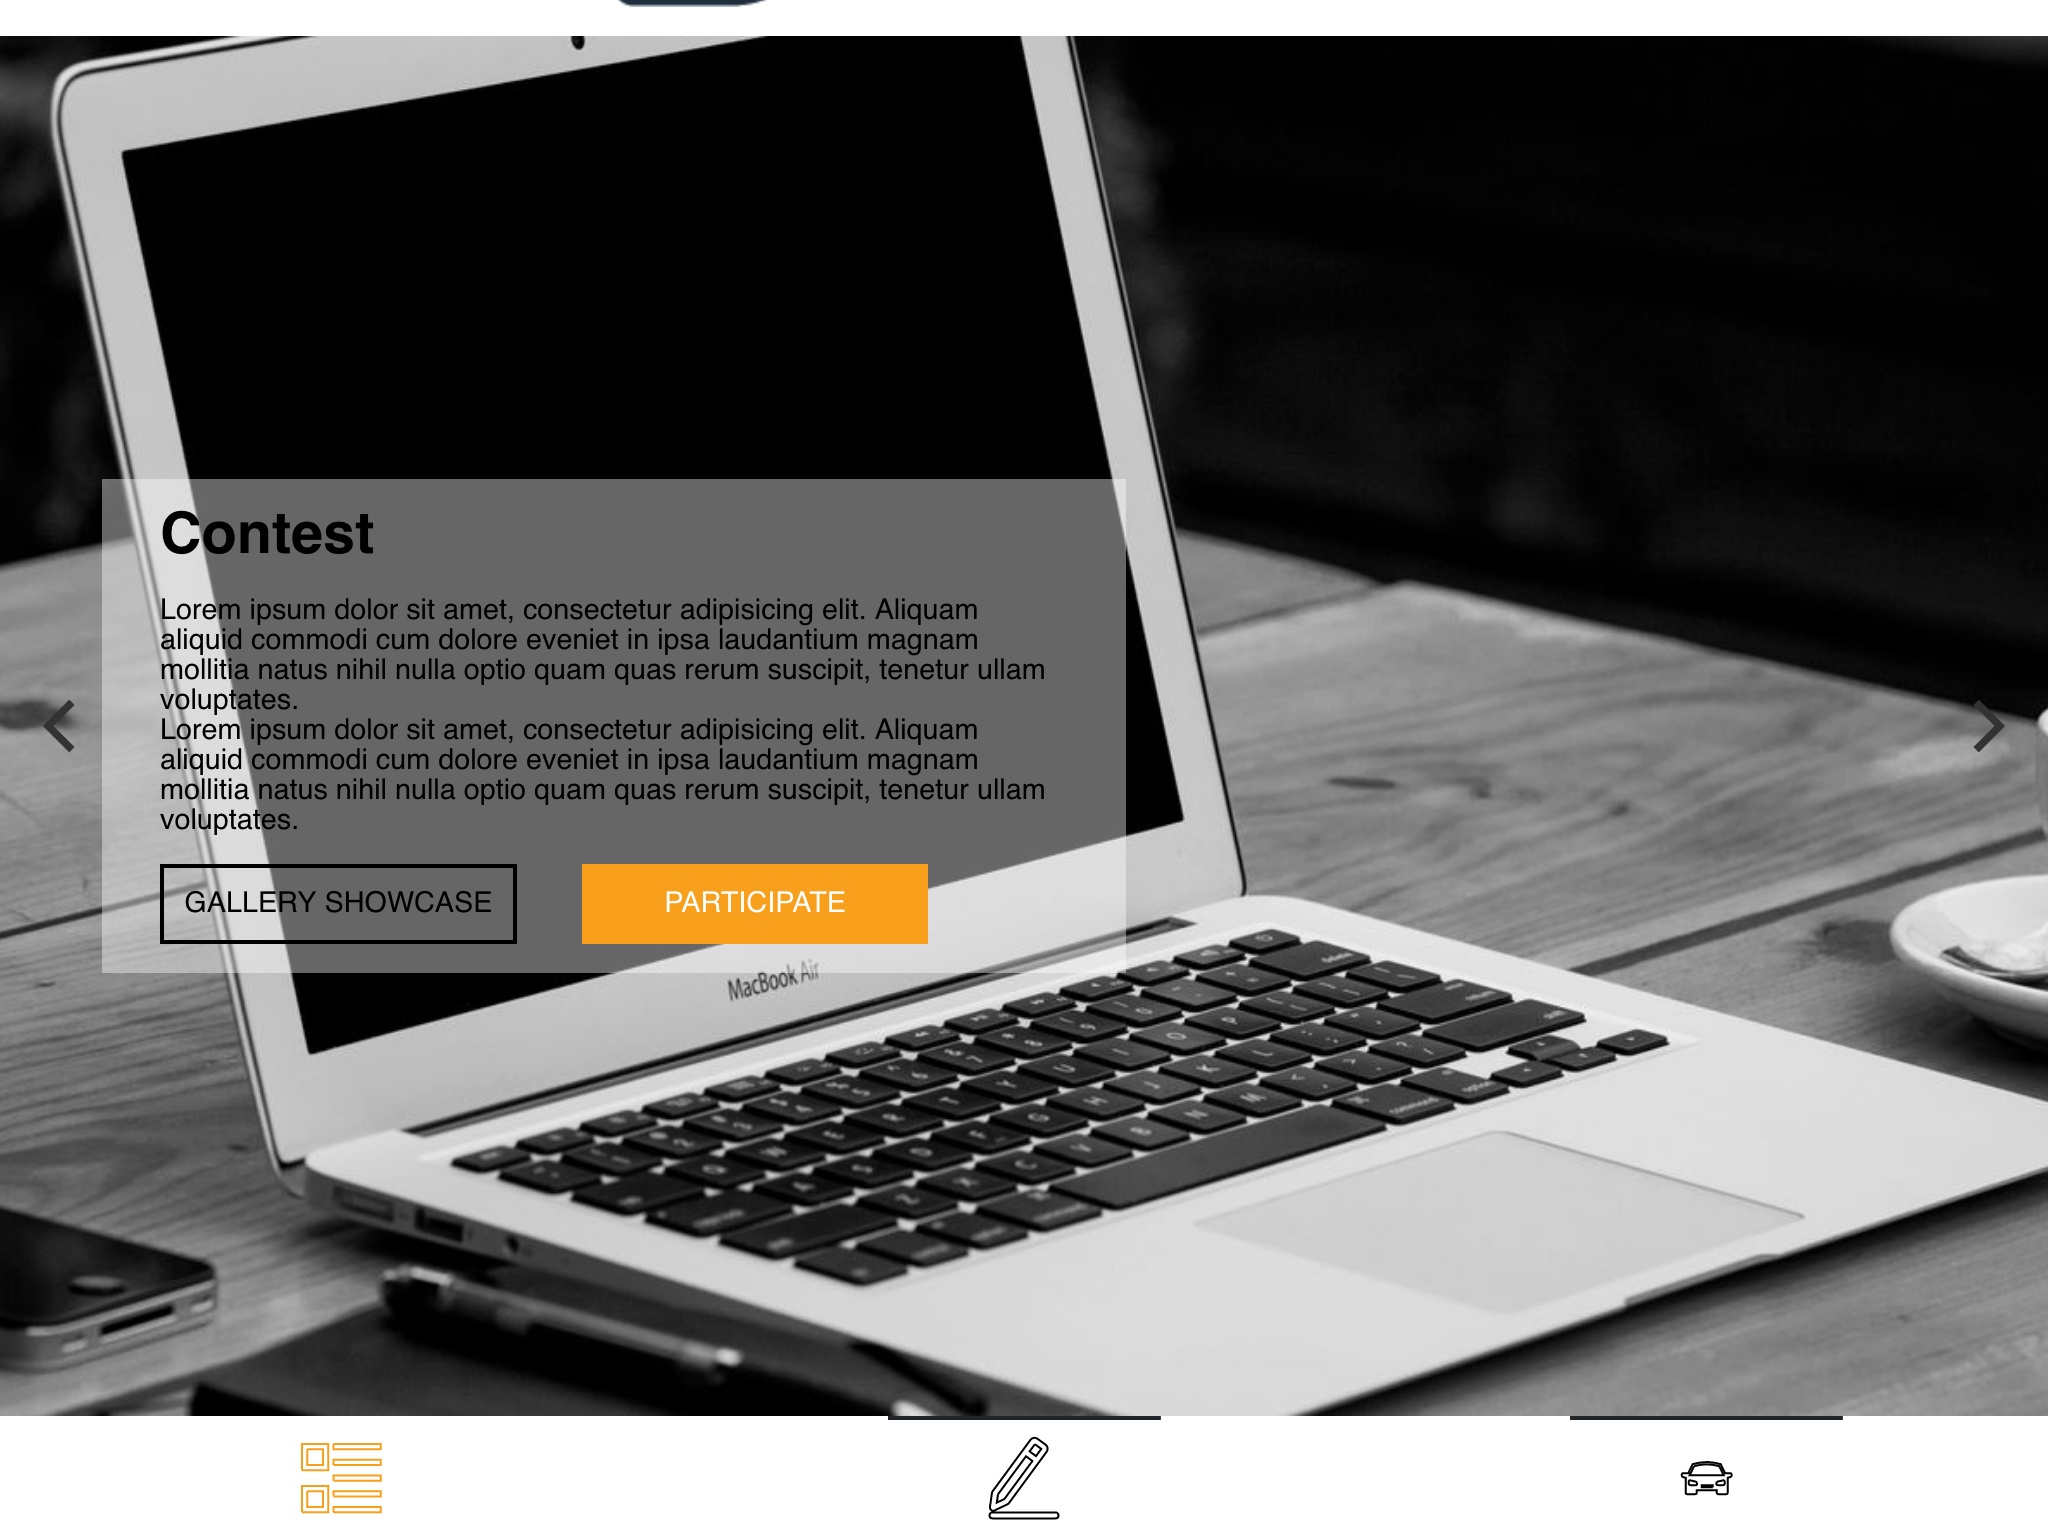 Contest
Lorem ipsum dolor sit amet, consectetur adipisicing elit. Aliquam
aliquid commodi cum dolore eveniet in ipsa laudantium magnam
mollitia natus nihil nulla optio quam quas rerum suscipit, tenetur ullam
voluptates.
Lorem ipsum dolor sit amet, consectetur adipisicing elit. Aliquam
aliquid commodi cum dolore eveniet in ipsa laudantium magnam
mollitia natus nihil nulla optio quam quas rerum suscipit, tenetur ullam
voluptates.
GALLERY SHOWCASE
PARTICIPATE
MacBook Air